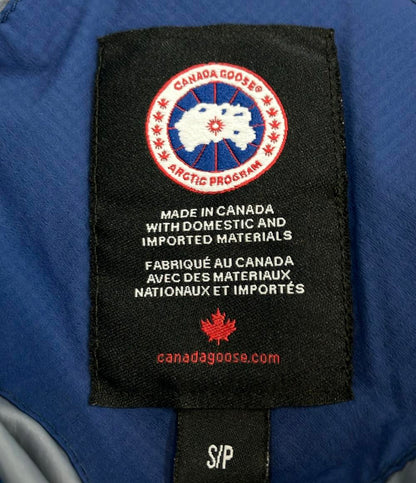 CANADA GOOSE®
ARCTIC PROGRAM
MADE IN CANADA
WITH DOMESTIC AND
IMPORTED MATERIALS
FABRIQUÉ AU CANADA
AVEC DES MATERIAUX
NATIONAUX ET IMPORTÉS
canadagoose.com
S/P